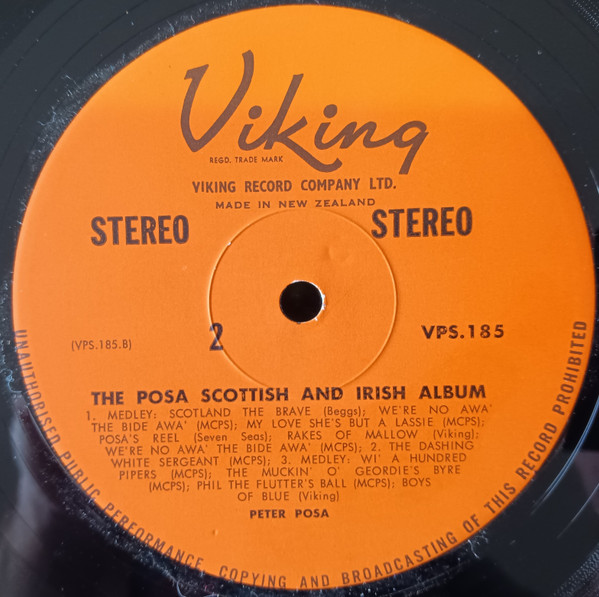 Viking
REGD. TRADE MARK
VIKING RECORD COMPANY LTD.
MADE IN NEW ZEALAND
STEREO STEREO
(VPS.185.B) 2 VPS.185
THE POSA SCOTTISH AND IRISH ALBUM
1. MEDLEY: SCOTLAND THE BRAVE (Beggs); WE'RE NO AWA'
THE BIDE AWA' (MCPS); MY LOVE SHE'S BUT A LASSIE (MCPS);
POSA'S REEL (Seven Seas); RAKES OF MALLOW (Viking);
WE'RE NO AWA' THE BIDE AWA' (MCPS); 2. THE DASHING
WHITE SERGEANT (MCPS); 3. MEDLEY: WI' A HUNDRED
PIPERS (MCPS); THE MUCKIN' O' GEORDIE'S BYRE
(MCPS); PHIL THE FLUTTER'S BALL (MCPS); BOYS
OF BLUE (Viking)
PETER POSA
UNAUTHORISED PUBLIC PERFORMANCE, COPYING AND BROADCASTING OF THIS RECORD PROHIBITED